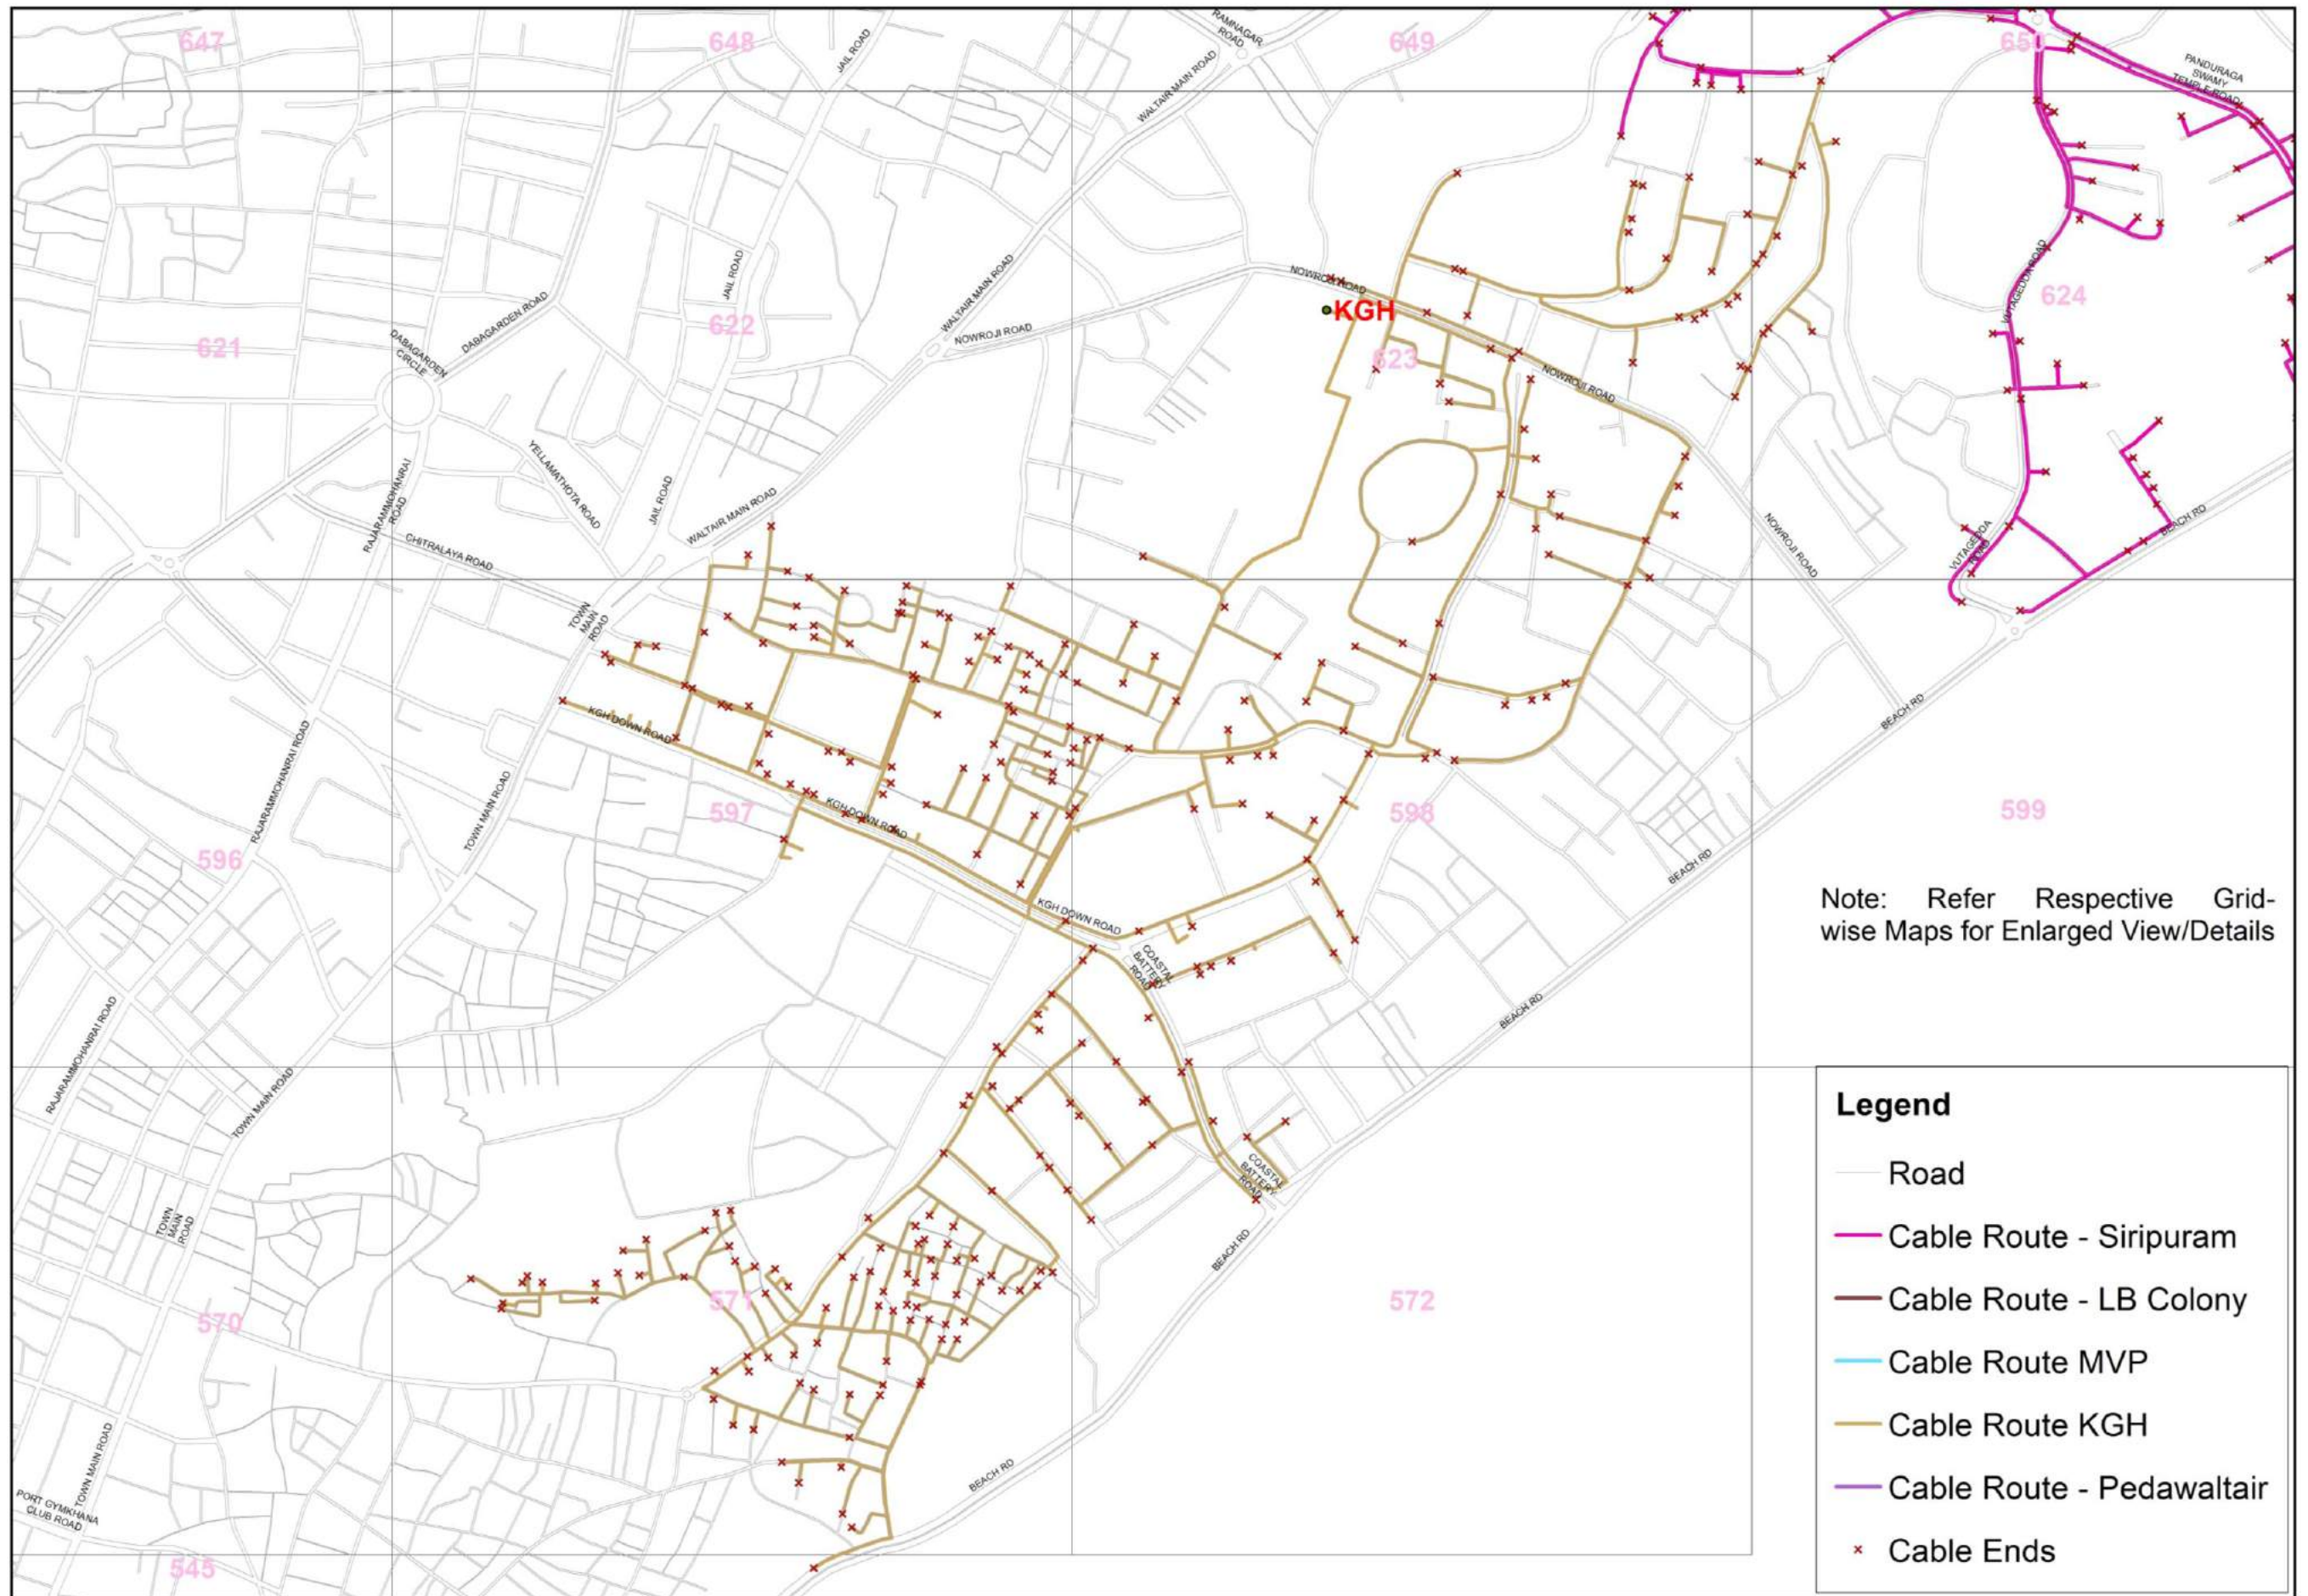 647
648
JAIL ROAD
RAMNAGAR
ROAD
649
650
WALTAIR MAIN ROAD
PANDURAGA
SWAMY
TEMPLE ROAD
JAIL ROAD
DABAGARDEN ROAD
DABAGARDEN
CIRCLE
621
622
WALTAIR MAIN ROAD
NOWROJI ROAD
NOWROJI ROAD
KGH
623
NOWROJI ROAD
VUTAGEDDA ROAD
624
YELLAMATHOTA ROAD
RAJARAMMOHANRAI
ROAD
JAIL ROAD
WALTAIR MAIN ROAD
CHITRALAYA ROAD
NOWROJI ROAD
VUTAGEDDA
ROAD
BEACH RD
TOWN
MAIN
ROAD
KGH DOWN ROAD
BEACH RD
RAJARAMMOHANRAI ROAD
TOWN MAIN ROAD
597
KGH DOWN ROAD
598
599
596
BEACH RD
KGH DOWN ROAD
COASTAL
BATTERY
ROAD
Note: Refer Respective Grid-
wise Maps for Enlarged View/Details
RAJARAMMOHANRAI ROAD
TOWN MAIN ROAD
BEACH RD
TOWN
MAIN
ROAD
COASTAL
BATTERY
ROAD
BEACH RD
570
571
572
TOWN MAIN ROAD
PORT GYMKHANA
CLUB ROAD
BEACH RD
545
Legend
Road
Cable Route - Siripuram
Cable Route - LB Colony
Cable Route MVP
Cable Route KGH
Cable Route - Pedawaltair
Cable Ends